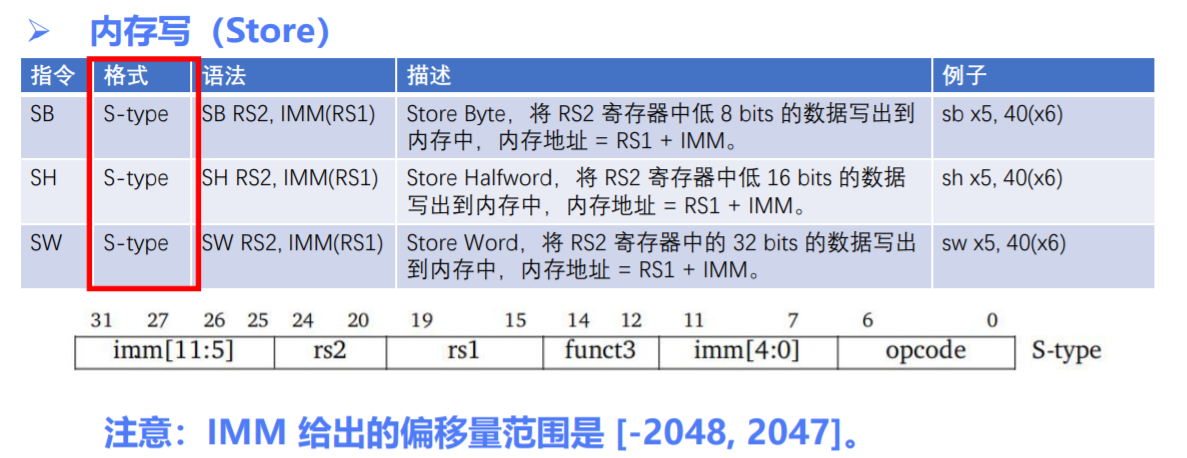 ➢ 内存写（Store）
指令 格式 语法 描述 例子
SB S-type SB RS2, IMM(RS1) Store Byte，将 RS2 寄存器中低 8 bits 的数据写出到 sb x5, 40(x6)
内存中，内存地址 = RS1 + IMM。
SH S-type SH RS2, IMM(RS1) Store Halfword，将 RS2 寄存器中低 16 bits 的数据 sh x5, 40(x6)
写出到内存中，内存地址 = RS1 + IMM。
SW S-type SW RS2, IMM(RS1) Store Word，将 RS2 寄存器中的 32 bits 的数据写出 sw x5, 40(x6)
到内存中，内存地址 = RS1 + IMM。
31 27 26 25 24 20 19 15 14 12 11 7 6 0
imm[11:5] rs2 rs1 funct3 imm[4:0] opcode S-type
注意：IMM 给出的偏移量范围是 [-2048, 2047]。